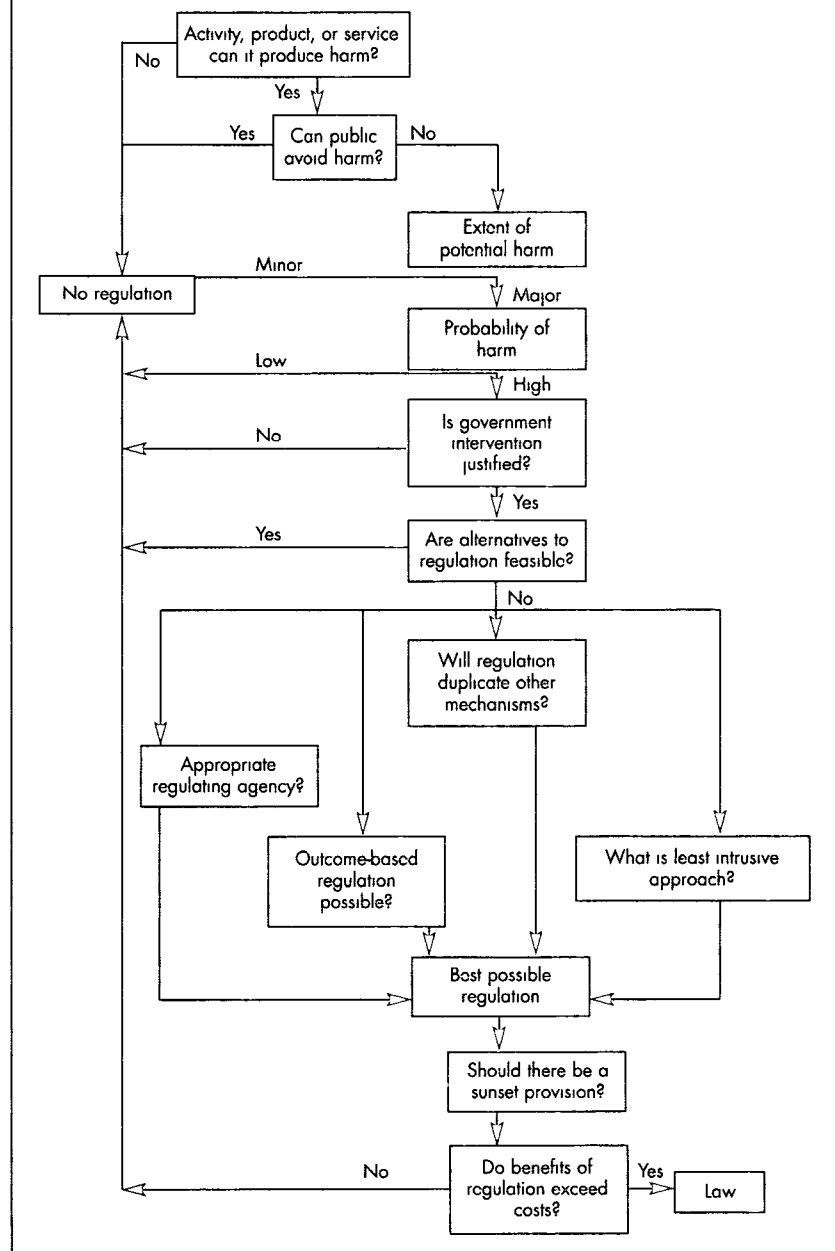 Activity, product, or service
can it produce harm?
No
Yes
Yes
Can public
avoid harm?
No
Extent of
potential harm
Minor
No regulation
Major
Probability of
harm
Low
High
Is government
intervention
justified?
No
Yes
Yes
Are alternatives to
regulation feasible?
No
Will regulation
duplicate other
mechanisms?
Appropriate
regulating agency?
Outcome-based
regulation
possible?
What is least intrusive
approach?
Best possible
regulation
Should there be a
sunset provision?
No
Do benefits of
regulation exceed
costs?
Yes
Law